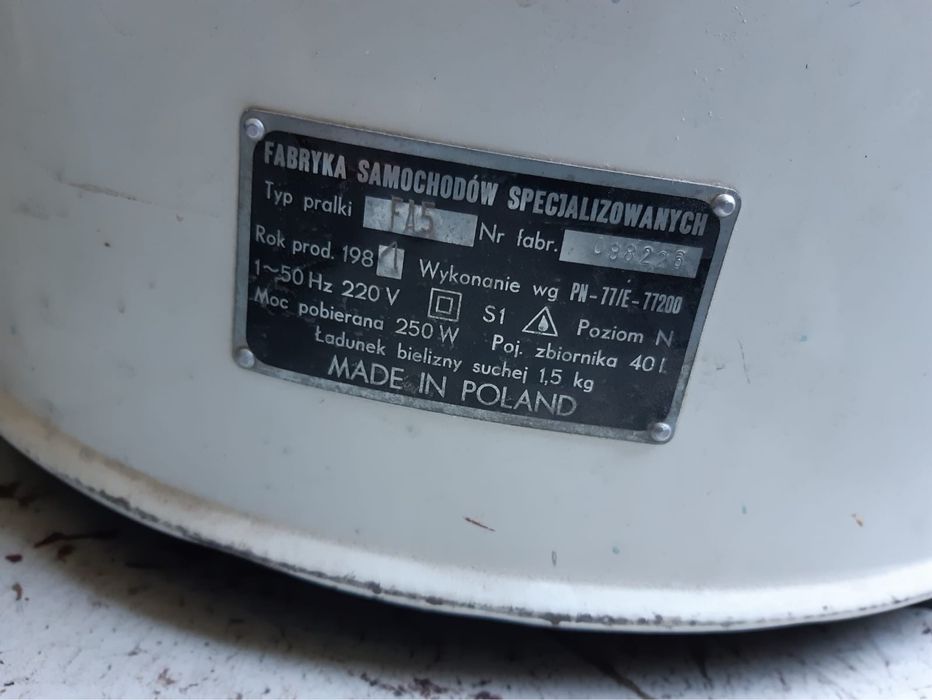 FABRYKA SAMOCHODÓW SPECJALIZOWANYCH
Typ pralki FA5 Nr fabr. 098226
Rok prod. 1981 Wykonanie wg PN-77/E-77200
1~50 Hz 220 V S1 Poziom N
Moc pobierana 250 W Poj. zbiornika 40 l.
Ładunek bielizny suchej 1,5 kg
MADE IN POLAND